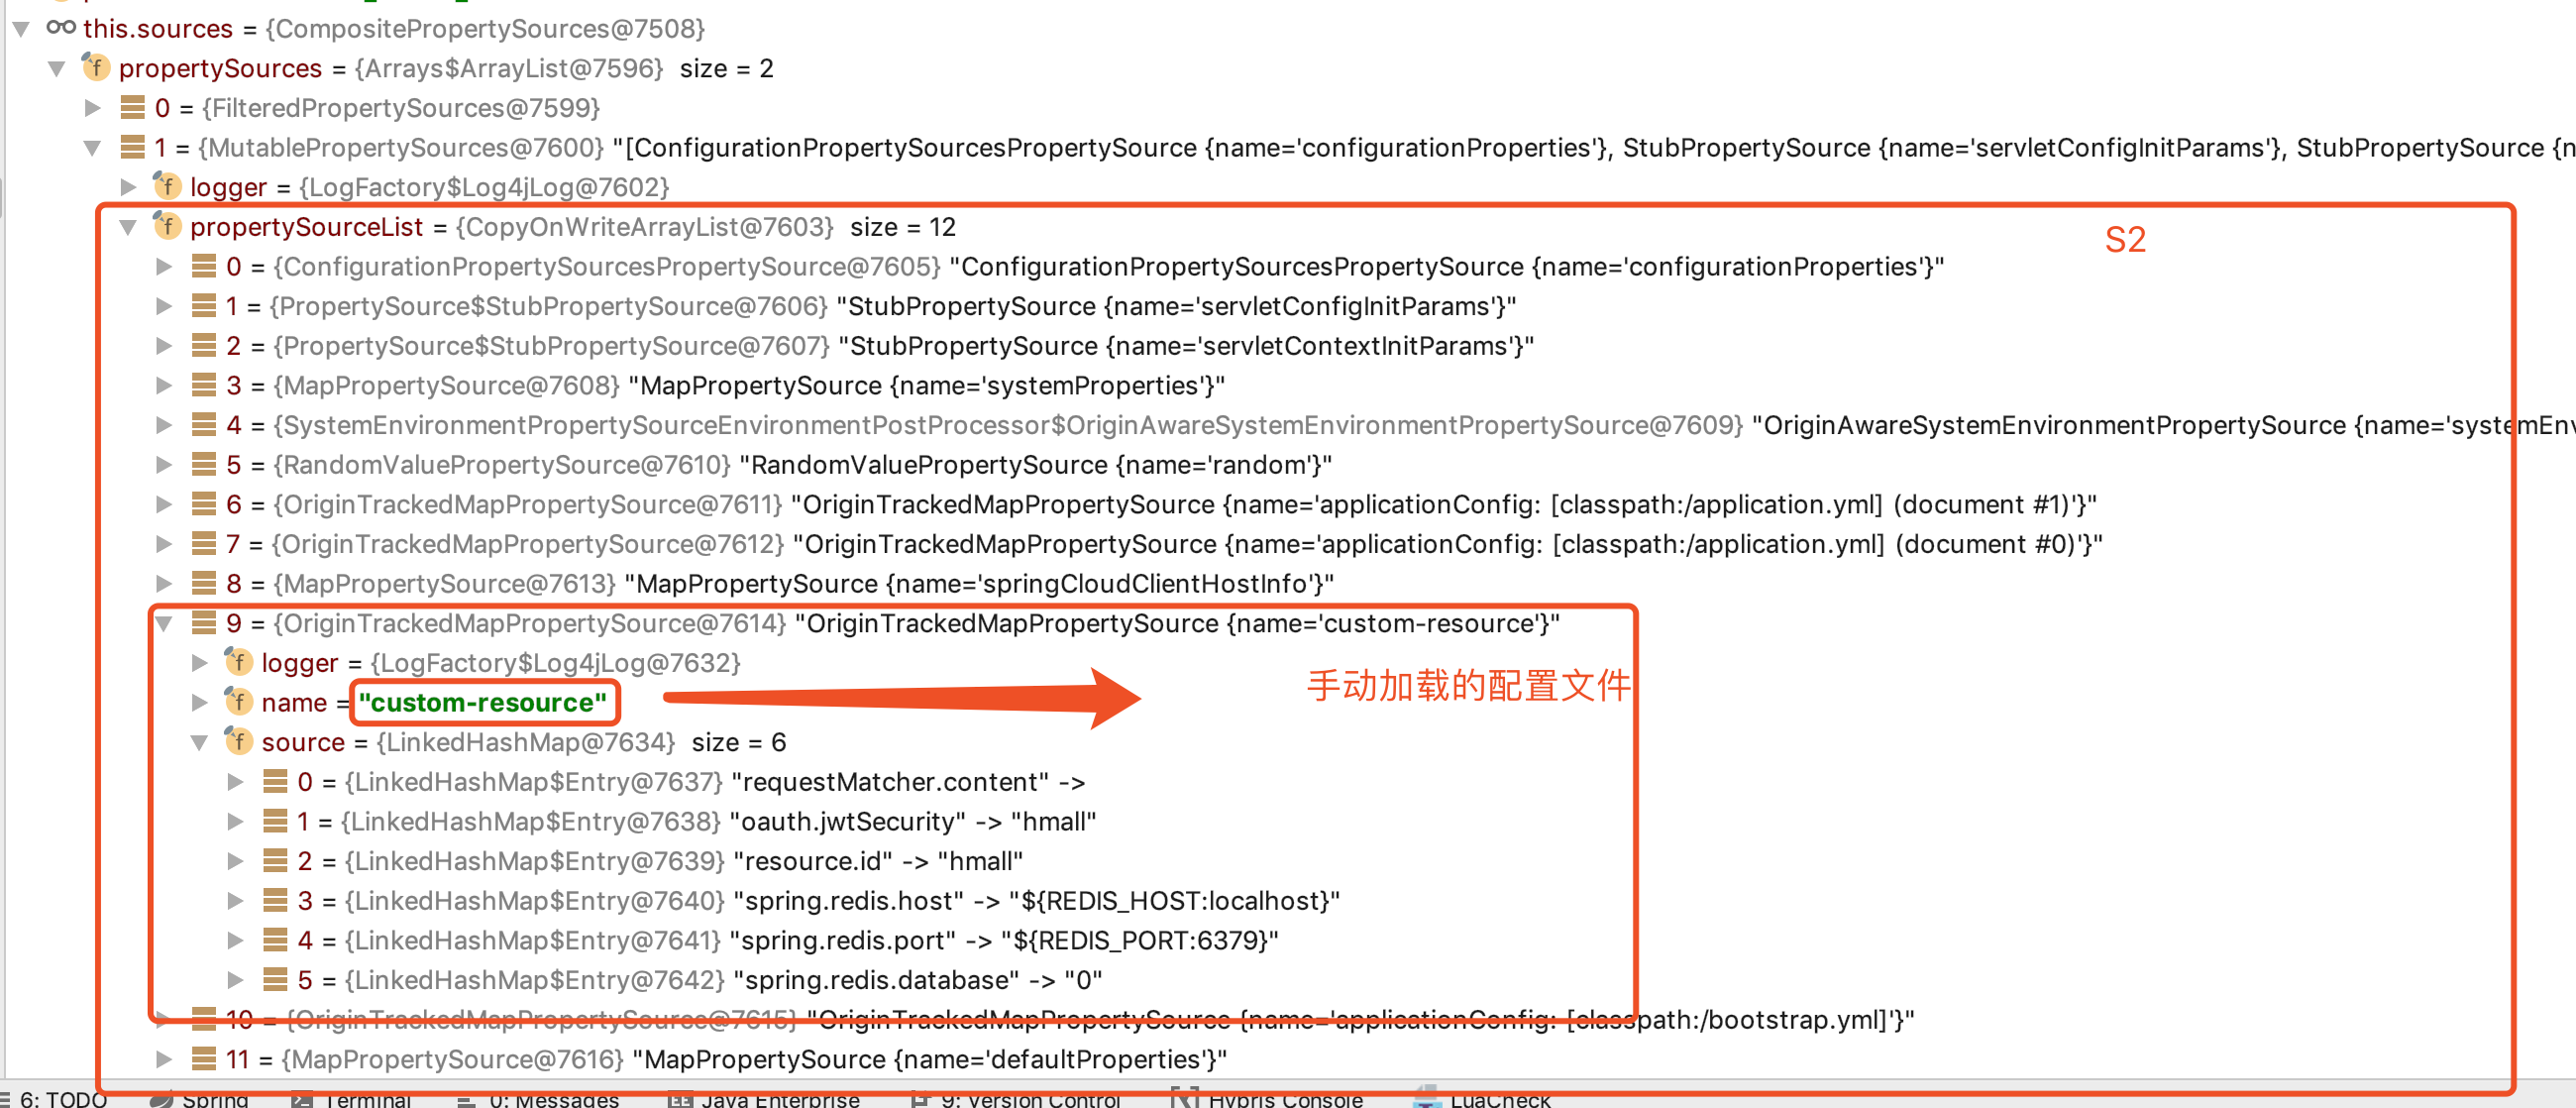 this.sources = {CompositePropertySources@7508}
propertySources = {Arrays$ArrayList@7596} size = 2
0 = {FilteredPropertySources@7599}
1 = {MutablePropertySources@7600} "[ConfigurationPropertySourcesPropertySource {name='configurationProperties'}, StubPropertySource {name='servletConfigInitParams'}, StubPropertySource {n
logger = {LogFactory$Log4jLog@7602}
propertySourceList = {CopyOnWriteArrayList@7603} size = 12
S2
0 = {ConfigurationPropertySourcesPropertySource@7605} "ConfigurationPropertySourcesPropertySource {name='configurationProperties'}"
1 = {PropertySource$StubPropertySource@7606} "StubPropertySource {name='servletConfigInitParams'}"
2 = {PropertySource$StubPropertySource@7607} "StubPropertySource {name='servletContextInitParams'}"
3 = {MapPropertySource@7608} "MapPropertySource {name='systemProperties'}"
4 = {SystemEnvironmentPropertySourceEnvironmentPostProcessor$OriginAwareSystemEnvironmentPropertySource@7609} "OriginAwareSystemEnvironmentPropertySource {name='systemEnv
5 = {RandomValuePropertySource@7610} "RandomValuePropertySource {name='random'}"
6 = {OriginTrackedMapPropertySource@7611} "OriginTrackedMapPropertySource {name='applicationConfig: [classpath:/application.yml] (document #1)'}"
7 = {OriginTrackedMapPropertySource@7612} "OriginTrackedMapPropertySource {name='applicationConfig: [classpath:/application.yml] (document #0)'}"
8 = {MapPropertySource@7613} "MapPropertySource {name='springCloudClientHostInfo'}"
9 = {OriginTrackedMapPropertySource@7614} "OriginTrackedMapPropertySource {name='custom-resource'}"
logger = {LogFactory$Log4jLog@7632}
name = "custom-resource"
手动加载的配置文件
source = {LinkedHashMap@7634} size = 6
0 = {LinkedHashMap$Entry@7637} "requestMatcher.content" ->
1 = {LinkedHashMap$Entry@7638} "oauth.jwtSecurity" -> "hmall"
2 = {LinkedHashMap$Entry@7639} "resource.id" -> "hmall"
3 = {LinkedHashMap$Entry@7640} "spring.redis.host" -> "${REDIS_HOST:localhost}"
4 = {LinkedHashMap$Entry@7641} "spring.redis.port" -> "${REDIS_PORT:6379}"
5 = {LinkedHashMap$Entry@7642} "spring.redis.database" -> "0"
10 = {OriginTrackedMapPropertySource@7615} "OriginTrackedMapPropertySource {name='applicationConfig: [classpath:/bootstrap.yml]'}"
11 = {MapPropertySource@7616} "MapPropertySource {name='defaultProperties'}"
6: TODO Spring Terminal 0: Messages Java Enterprise 9: Version Control Hybris Console LuaCheck